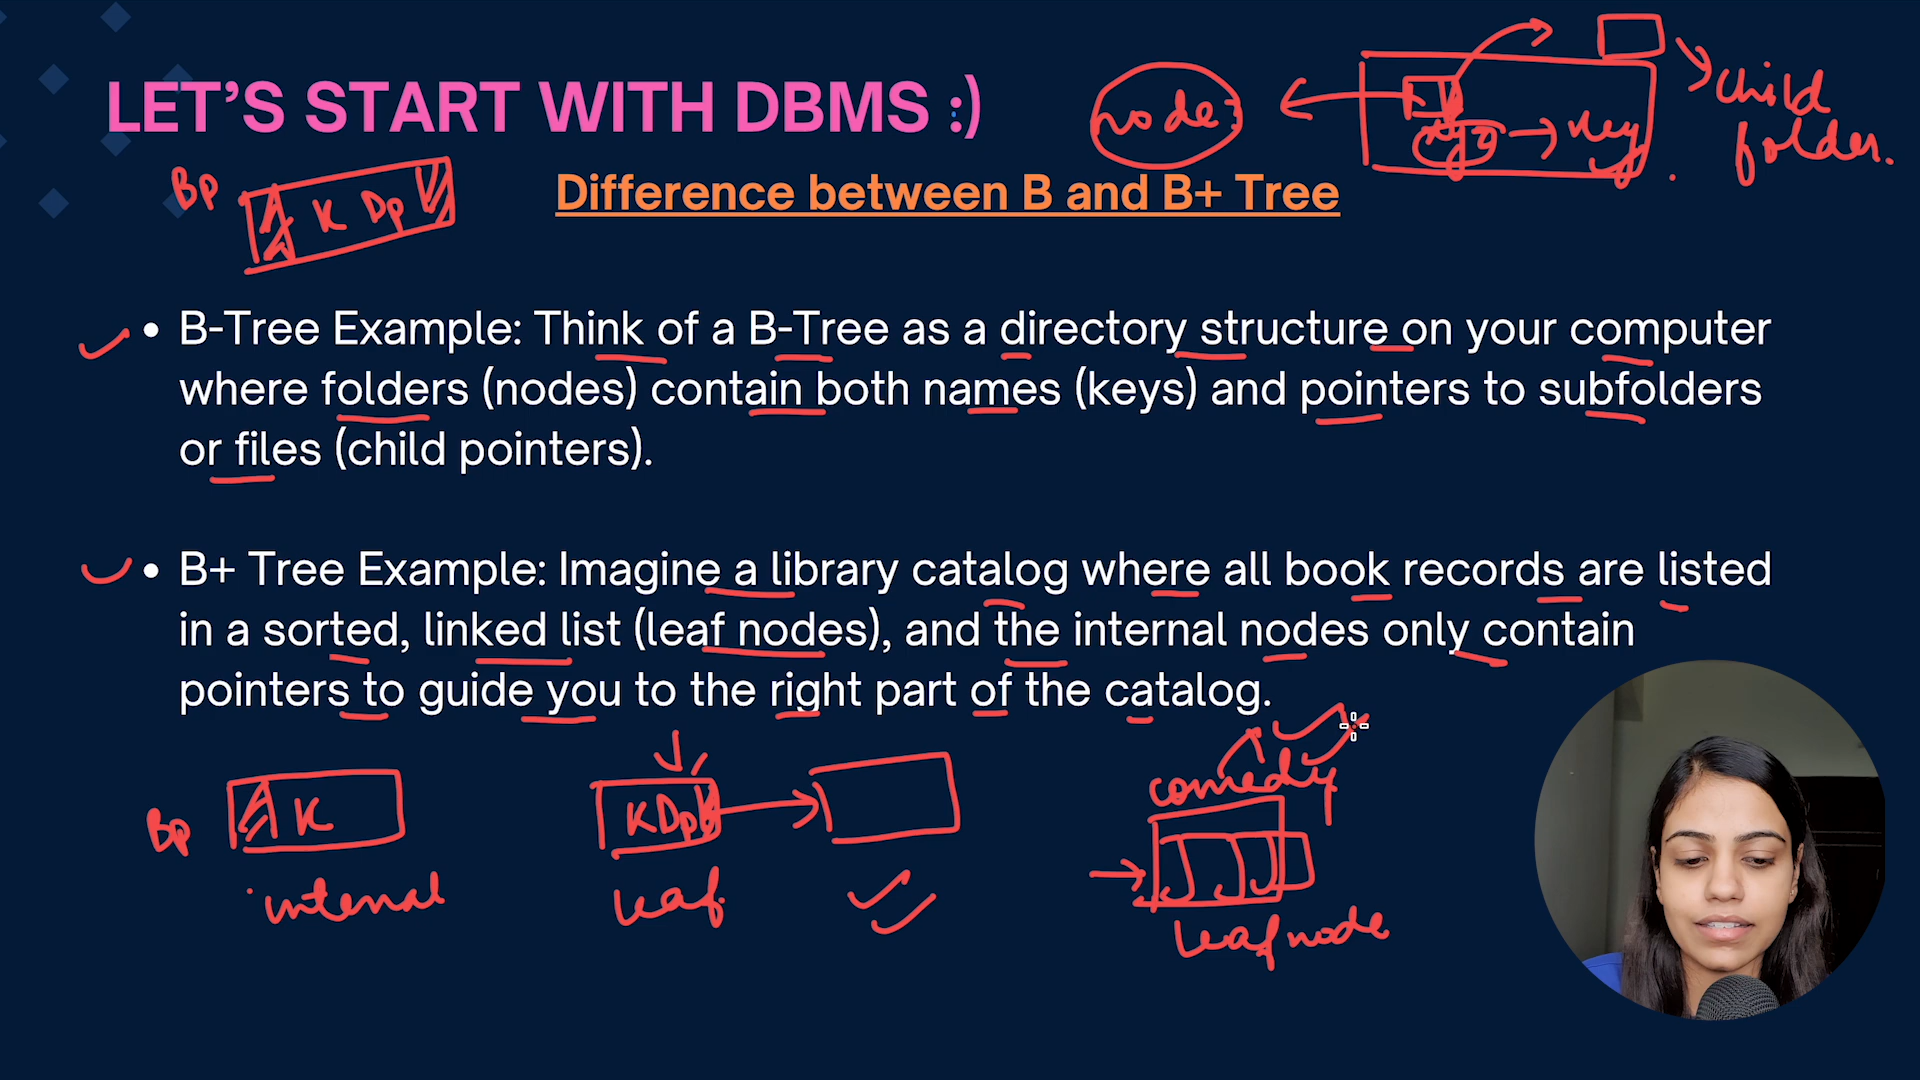 LET'S START WITH DBMS :)
node
child
folder.
key
Bp
K Dp
Difference between B and B+ Tree
• B-Tree Example: Think of a B-Tree as a directory structure on your computer
where folders (nodes) contain both names (keys) and pointers to subfolders
or files (child pointers).
• B+ Tree Example: Imagine a library catalog where all book records are listed
in a sorted, linked list (leaf nodes), and the internal nodes only contain
pointers to guide you to the right part of the catalog.
comedy
Bp
K
K Dp
internal
leaf
leaf node